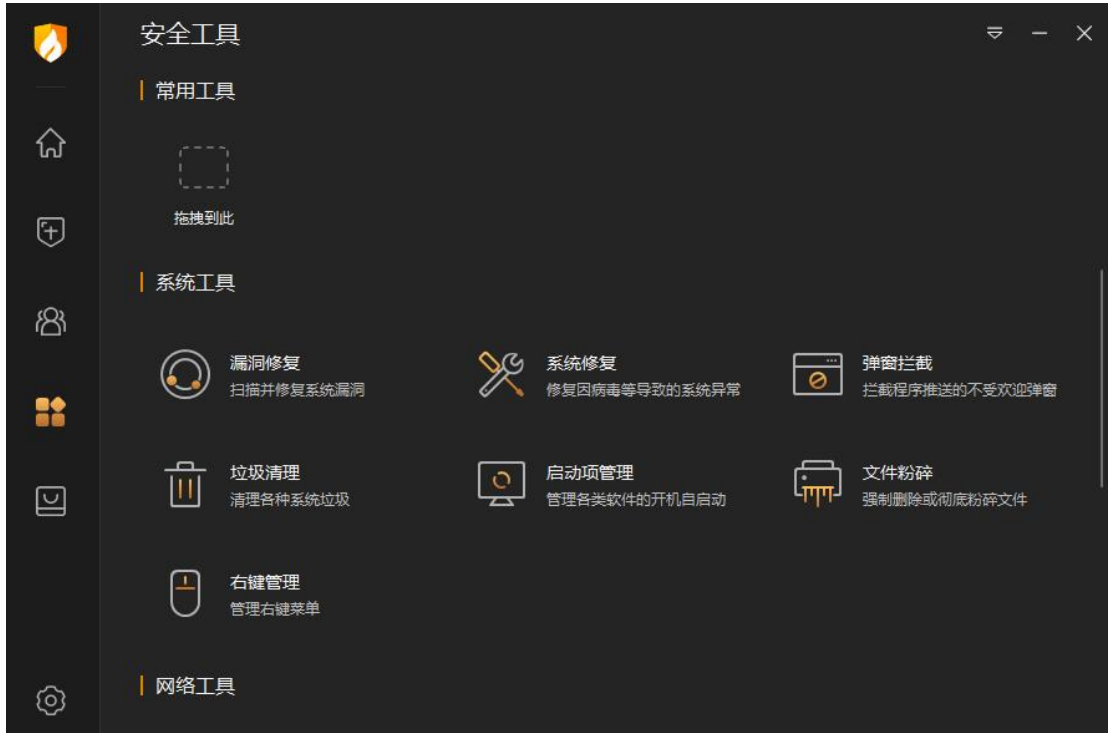 安全工具
常用工具
拖拽到此
系统工具
漏洞修复
扫描并修复系统漏洞
系统修复
修复因病毒等导致的系统异常
弹窗拦截
拦截程序推送的不受欢迎弹窗
垃圾清理
清理各种系统垃圾
启动项管理
管理各类软件的开机自启动
文件粉碎
强制删除或彻底粉碎文件
右键管理
管理右键菜单
网络工具